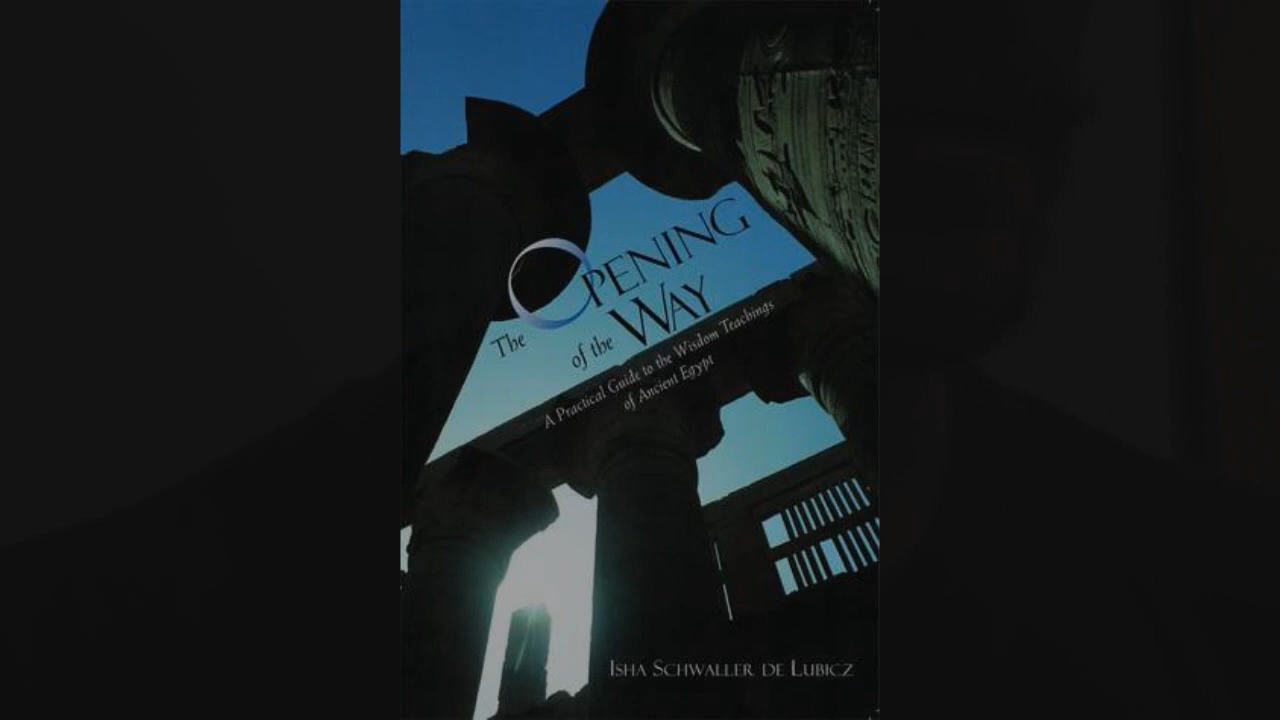 The OPENING
of the WAY
A Practical Guide to the Wisdom Teachings
of Ancient Egypt
ISHA SCHWALLER DE LUBICZ